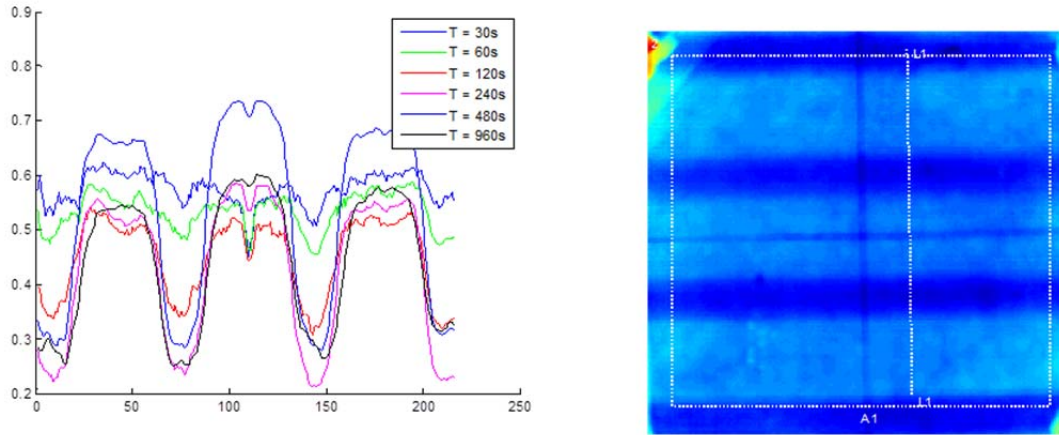 0.9
0.8
0.7
0.6
0.5
0.4
0.3
0.2
0
50
100
150
200
250
T = 30s
T = 60s
T = 120s
T = 240s
T = 480s
T = 960s
L1
L1
A1